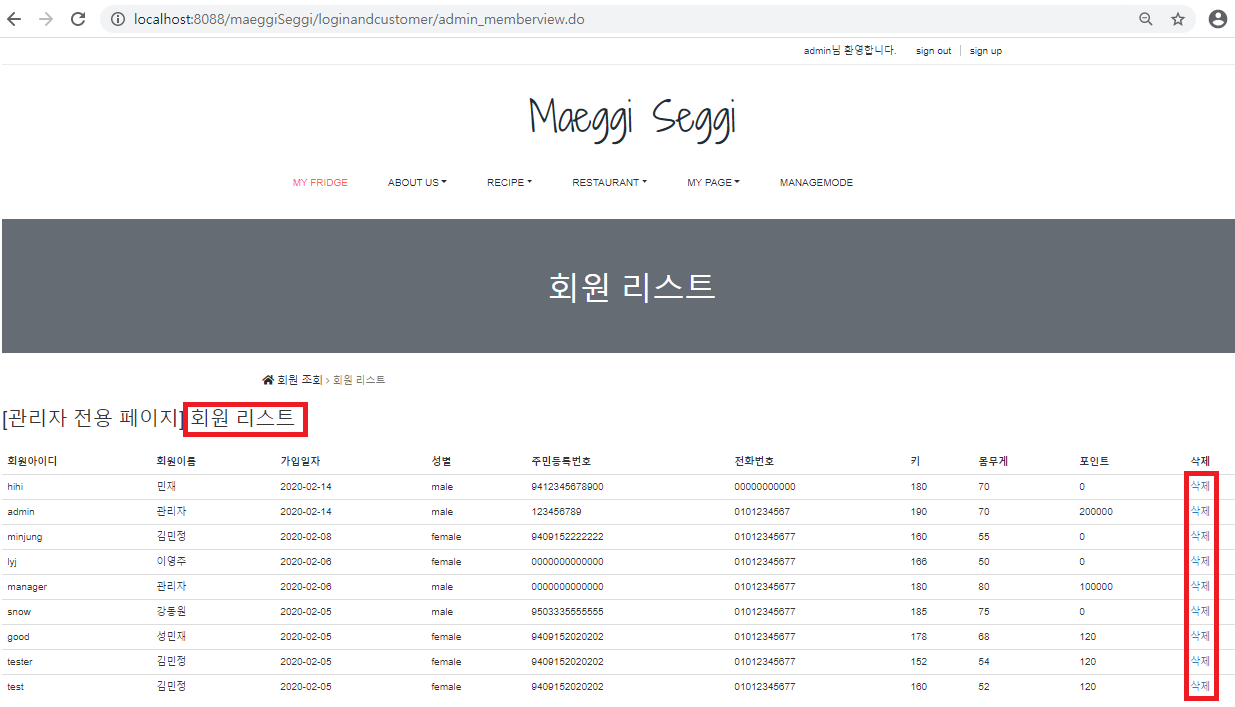 localhost:8088/maeggiSeggi/loginandcustomer/admin_memberview.do
admin님 환영합니다. sign out | sign up
Maeggi Seggi
MY FRIDGE ABOUT US RECIPE RESTAURANT MY PAGE MANAGEMODE
회원 리스트
회원 조회 › 회원 리스트
[관리자 전용 페이지] 회원 리스트
회원아이디 회원이름 가입일자 성별 주민등록번호 전화번호 키 몸무게 포인트 삭제
hihi 민재 2020-02-14 male 9412345678900 00000000000 180 70 0 삭제
admin 관리자 2020-02-14 male 123456789 0101234567 190 70 200000 삭제
minjung 김민정 2020-02-08 female 9409152222222 01012345677 160 55 0 삭제
lyj 이영주 2020-02-06 female 0000000000000 01012345677 166 50 0 삭제
manager 관리자 2020-02-06 male 0000000000000 01012345677 180 80 100000 삭제
snow 강동원 2020-02-05 male 9503335555555 01012345677 185 75 0 삭제
good 성민재 2020-02-05 female 9409152020202 01012345677 178 68 120 삭제
tester 김민정 2020-02-05 female 9409152020202 01012345677 152 54 120 삭제
test 김민정 2020-02-05 female 9409152020202 01012345677 160 52 120 삭제